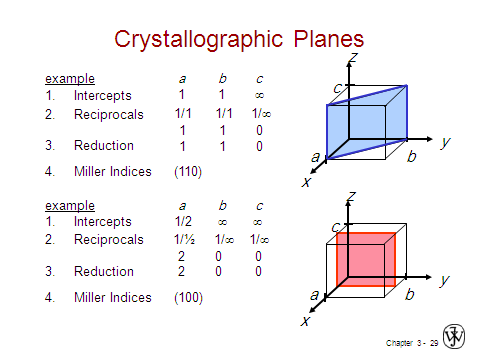 Crystallographic Planes
example a b c
1. Intercepts 1 1 ∞
2. Reciprocals 1/1 1/1 1/∞
1 1 0
3. Reduction 1 1 0
4. Miller Indices (110)
z
c
y
a
b
x
example a b c
1. Intercepts 1/2 ∞ ∞
2. Reciprocals 1/½ 1/∞ 1/∞
2 0 0
3. Reduction 2 0 0
4. Miller Indices (100)
z
c
y
a
b
x
Chapter 3 - 29